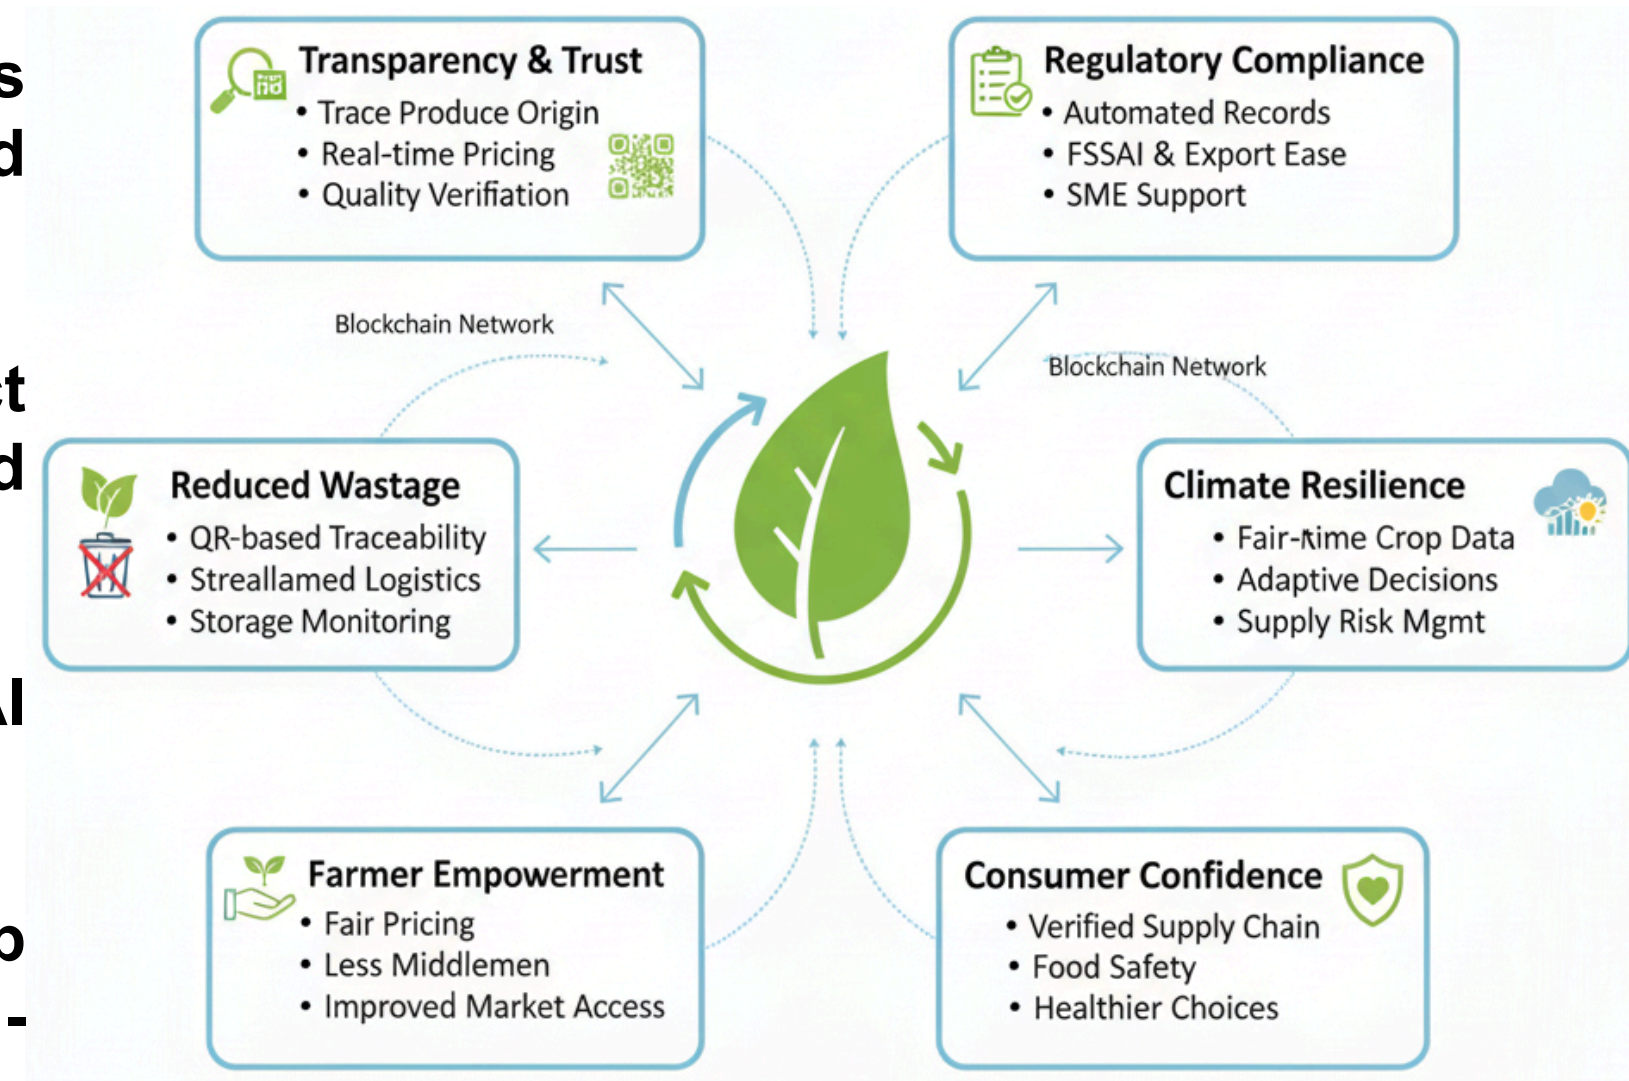 s
d
ct
d
AI
p
-
Transparency & Trust
• Trace Produce Origin
• Real-time Pricing
• Quality Verifiation
Regulatory Compliance
• Automated Records
• FSSAI & Export Ease
• SME Support
Blockchain Network
Blockchain Network
Reduced Wastage
• QR-based Traceability
• Streallamed Logistics
• Storage Monitoring
Climate Resilience
• Fair-time Crop Data
• Adaptive Decisions
• Supply Risk Mgmt
Farmer Empowerment
• Fair Pricing
• Less Middlemen
• Improved Market Access
Consumer Confidence
• Verified Supply Chain
• Food Safety
• Healthier Choices